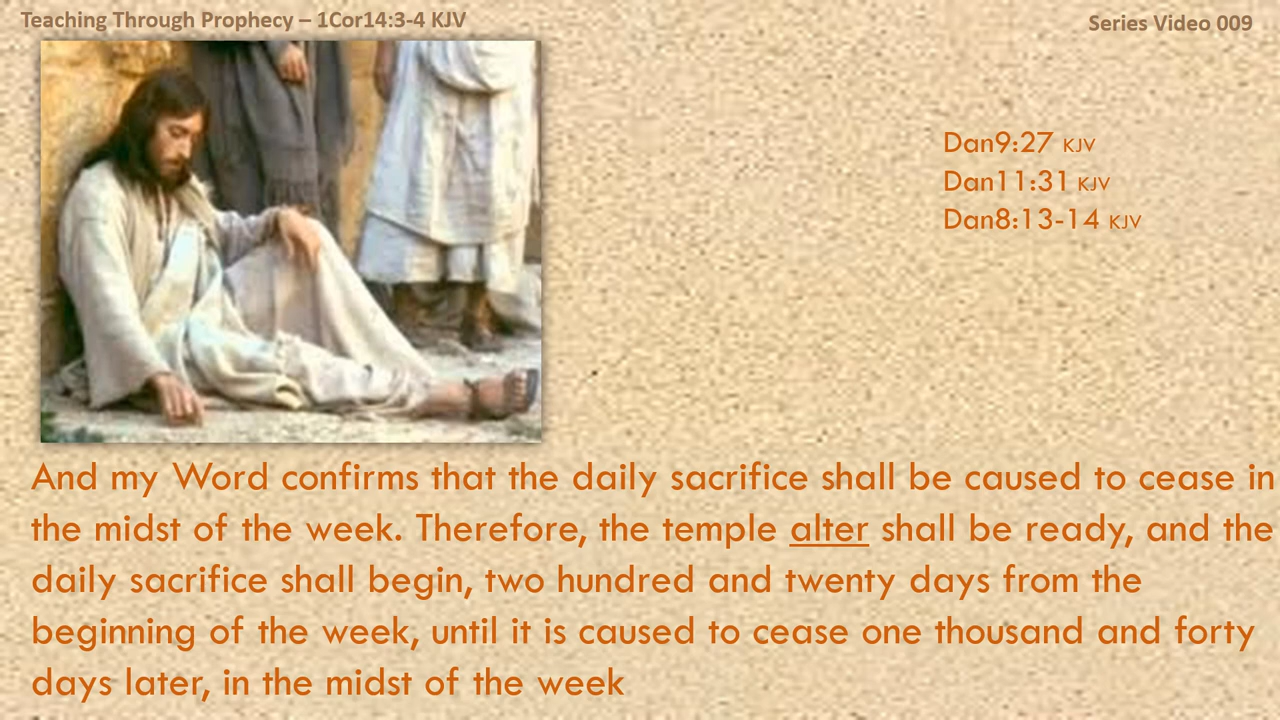 Teaching Through Prophecy – 1Cor14:3-4 KJV
Series Video 009
Dan9:27 KJV
Dan11:31 KJV
Dan8:13-14 KJV
And my Word confirms that the daily sacrifice shall be caused to cease in
the midst of the week. Therefore, the temple alter shall be ready, and the
daily sacrifice shall begin, two hundred and twenty days from the
beginning of the week, until it is caused to cease one thousand and forty
days later, in the midst of the week